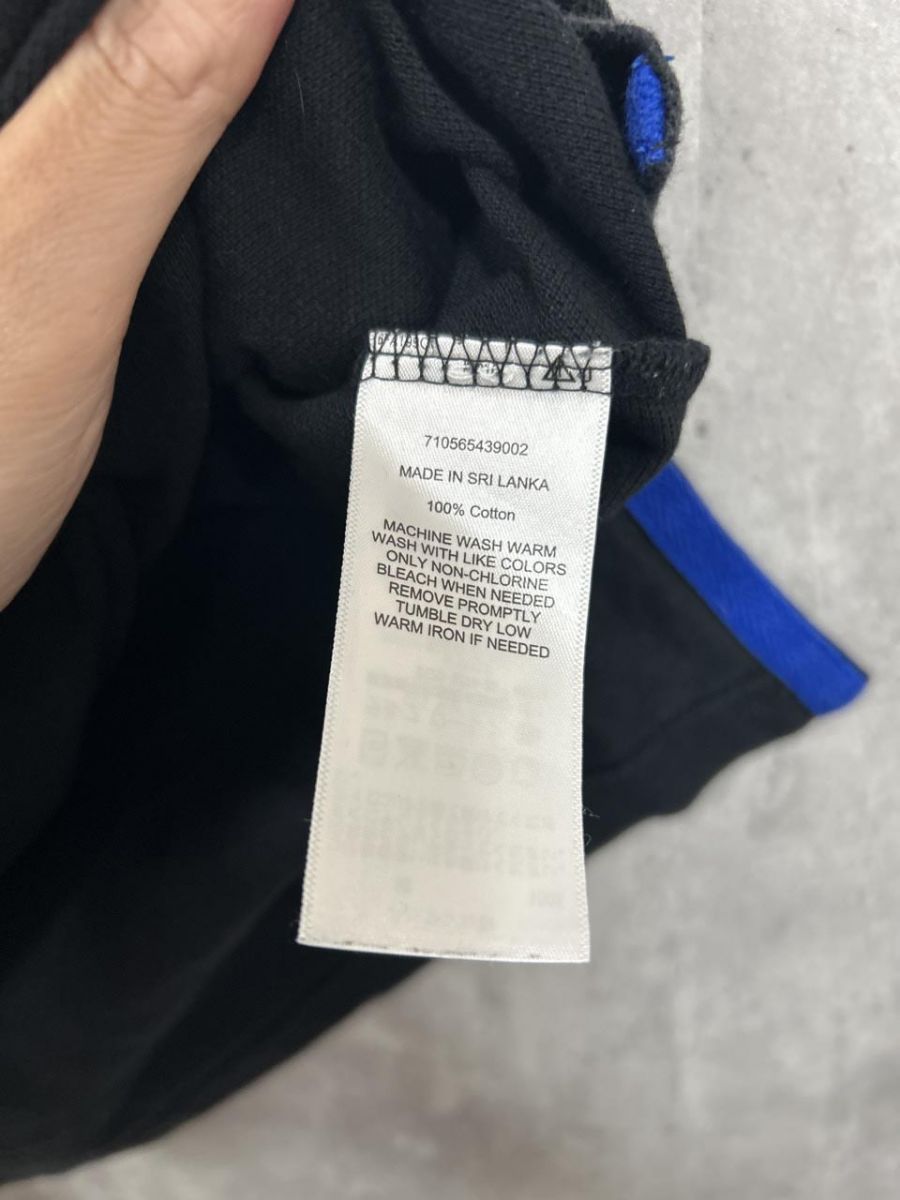 710565439002
MADE IN SRI LANKA
100% Cotton
MACHINE WASH WARM
WASH WITH LIKE COLORS
ONLY NON-CHLORINE
BLEACH WHEN NEEDED
REMOVE PROMPTLY
TUMBLE DRY LOW
WARM IRON IF NEEDED